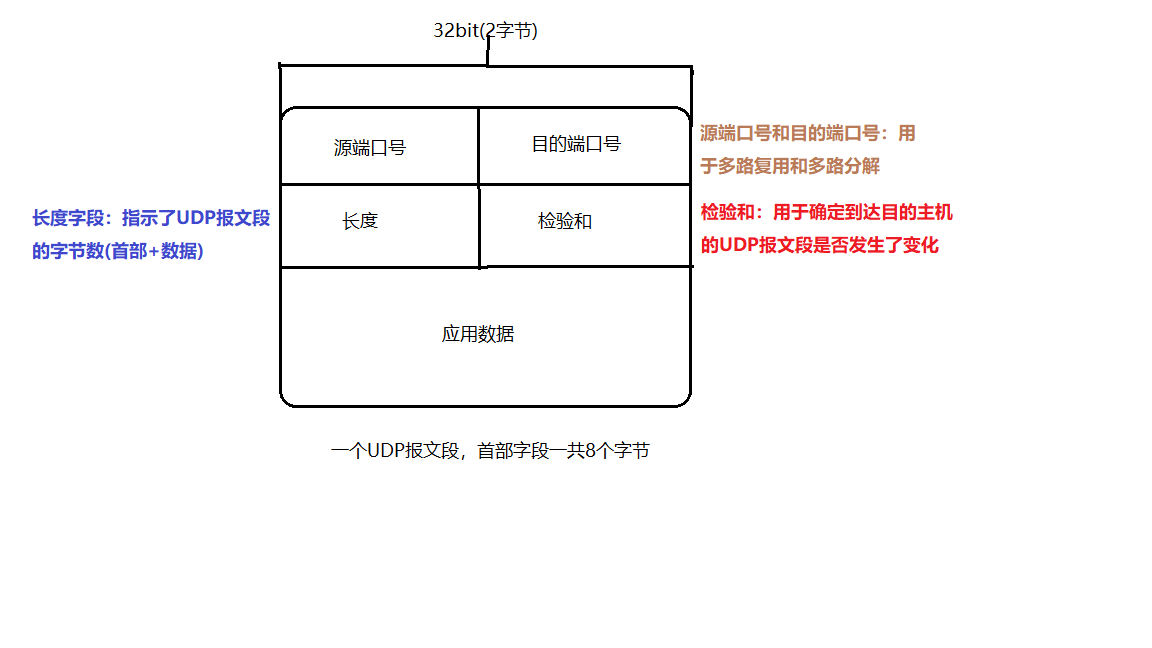 32bit(2字节)
源端口号
目的端口号
源端口号和目的端口号：用
于多路复用和多路分解
长度字段：指示了UDP报文段
的字节数(首部+数据)
长度
检验和
检验和：用于确定到达目的主机
的UDP报文段是否发生了变化
应用数据
一个UDP报文段，首部字段一共8个字节